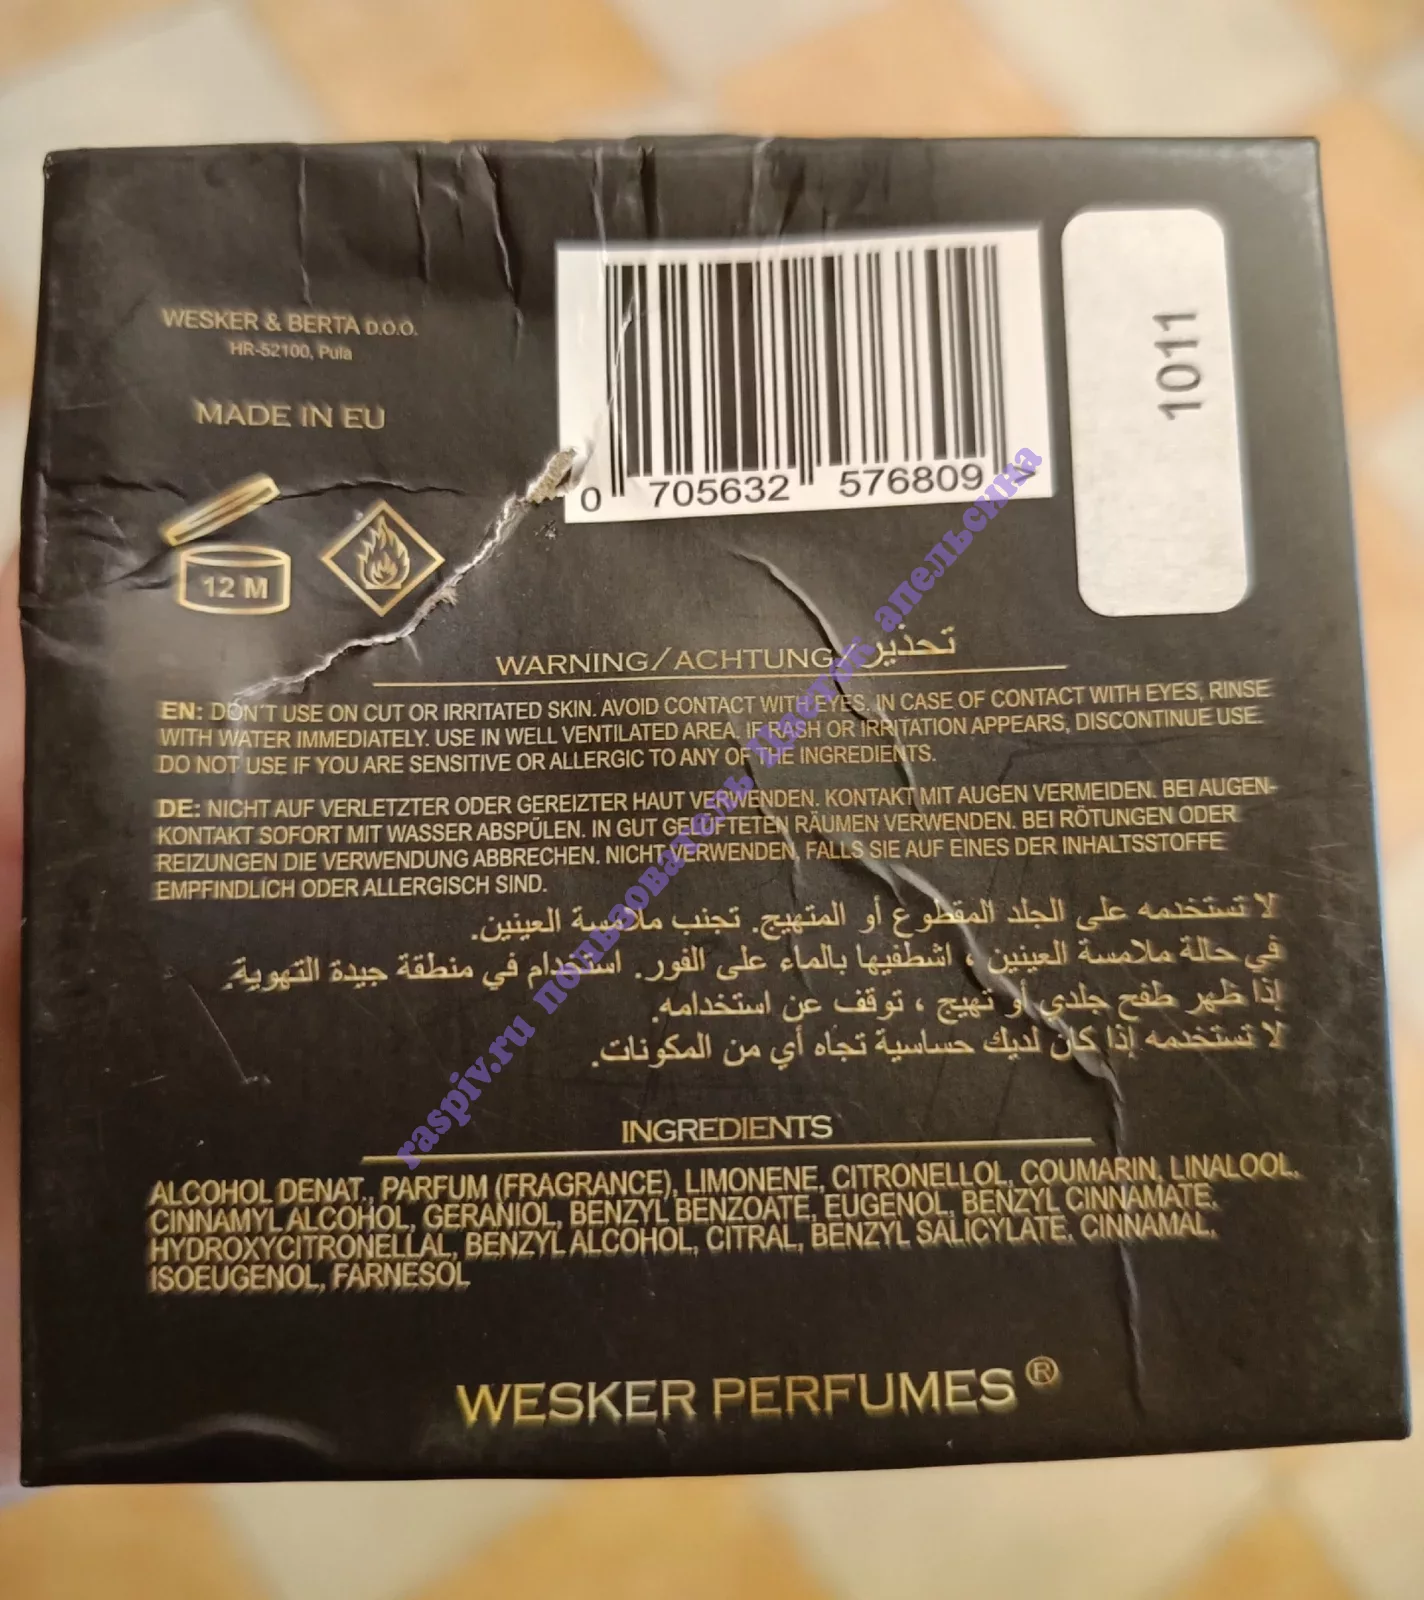 WESKER & BERTA D.O.O.
HR-52100, Pula
MADE IN EU
12 M
0 705632 576809
1011
WARNING/ACHTUNG/تحذير
EN: DON'T USE ON CUT OR IRRITATED SKIN. AVOID CONTACT WITH EYES. IN CASE OF CONTACT WITH EYES, RINSE
WITH WATER IMMEDIATELY. USE IN WELL VENTILATED AREA. IF RASH OR IRRITATION APPEARS, DISCONTINUE USE.
DO NOT USE IF YOU ARE SENSITIVE OR ALLERGIC TO ANY OF THE INGREDIENTS.
DE: NICHT AUF VERLETZTER ODER GEREIZTER HAUT VERWENDEN. KONTAKT MIT AUGEN VERMEIDEN. BEI AUGEN-
KONTAKT SOFORT MIT WASSER ABSPÜLEN. IN GUT GELÜFTETEN RÄUMEN VERWENDEN. BEI RÖTUNGEN ODER
REIZUNGEN DIE VERWENDUNG ABBRECHEN. NICHT VERWENDEN, FALLS SIE AUF EINES DER INHALTSSTOFFE
EMPFINDLICH ODER ALLERGISCH SIND.
لا تستخدمه على الجلد المقطوع أو المتهيج. تجنب ملامسة العينين.
في حالة ملامسة العينين ، اشطفيها بالماء على الفور. استخدام في منطقة جيدة التهوية.
إذا ظهر طفح جلدي أو تهيج ، توقف عن استخدامه.
لا تستخدمه إذا كان لديك حساسية تجاه أي من المكونات.
INGREDIENTS
ALCOHOL DENAT., PARFUM (FRAGRANCE), LIMONENE, CITRONELLOL, COUMARIN, LINALOOL,
CINNAMYL ALCOHOL, GERANIOL, BENZYL BENZOATE, EUGENOL, BENZYL CINNAMATE,
HYDROXYCITRONELLAL, BENZYL ALCOHOL, CITRAL, BENZYL SALICYLATE, CINNAMAL,
ISOEUGENOL, FARNESOL
WESKER PERFUMES ®
raspiv.ru пользователь Листок апельсина